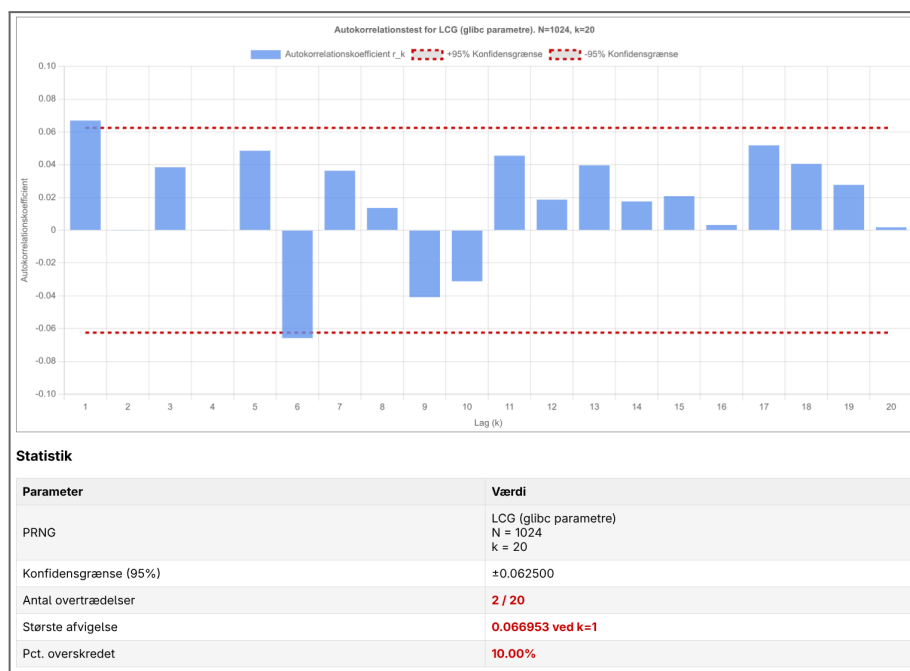 Autokorrelationstest for LCG (glibc parametre). N=1024, k=20
Autokorrelationskoefficient r_k +95% Konfidensgrænse -95% Konfidensgrænse
0.10
0.08
0.06
0.04
0.02
0
-0.02
-0.04
-0.06
-0.08
-0.10
Autokorrelationskoefficient
1 2 3 4 5 6 7 8 9 10 11 12 13 14 15 16 17 18 19 20
Lag (k)
Statistik
Parameter Værdi
PRNG LCG (glibc parametre)
N = 1024
k = 20
Konfidensgrænse (95%) ±0.062500
Antal overtrædelser 2 / 20
Største afvigelse 0.066953 ved k=1
Pct. overskredet 10.00%